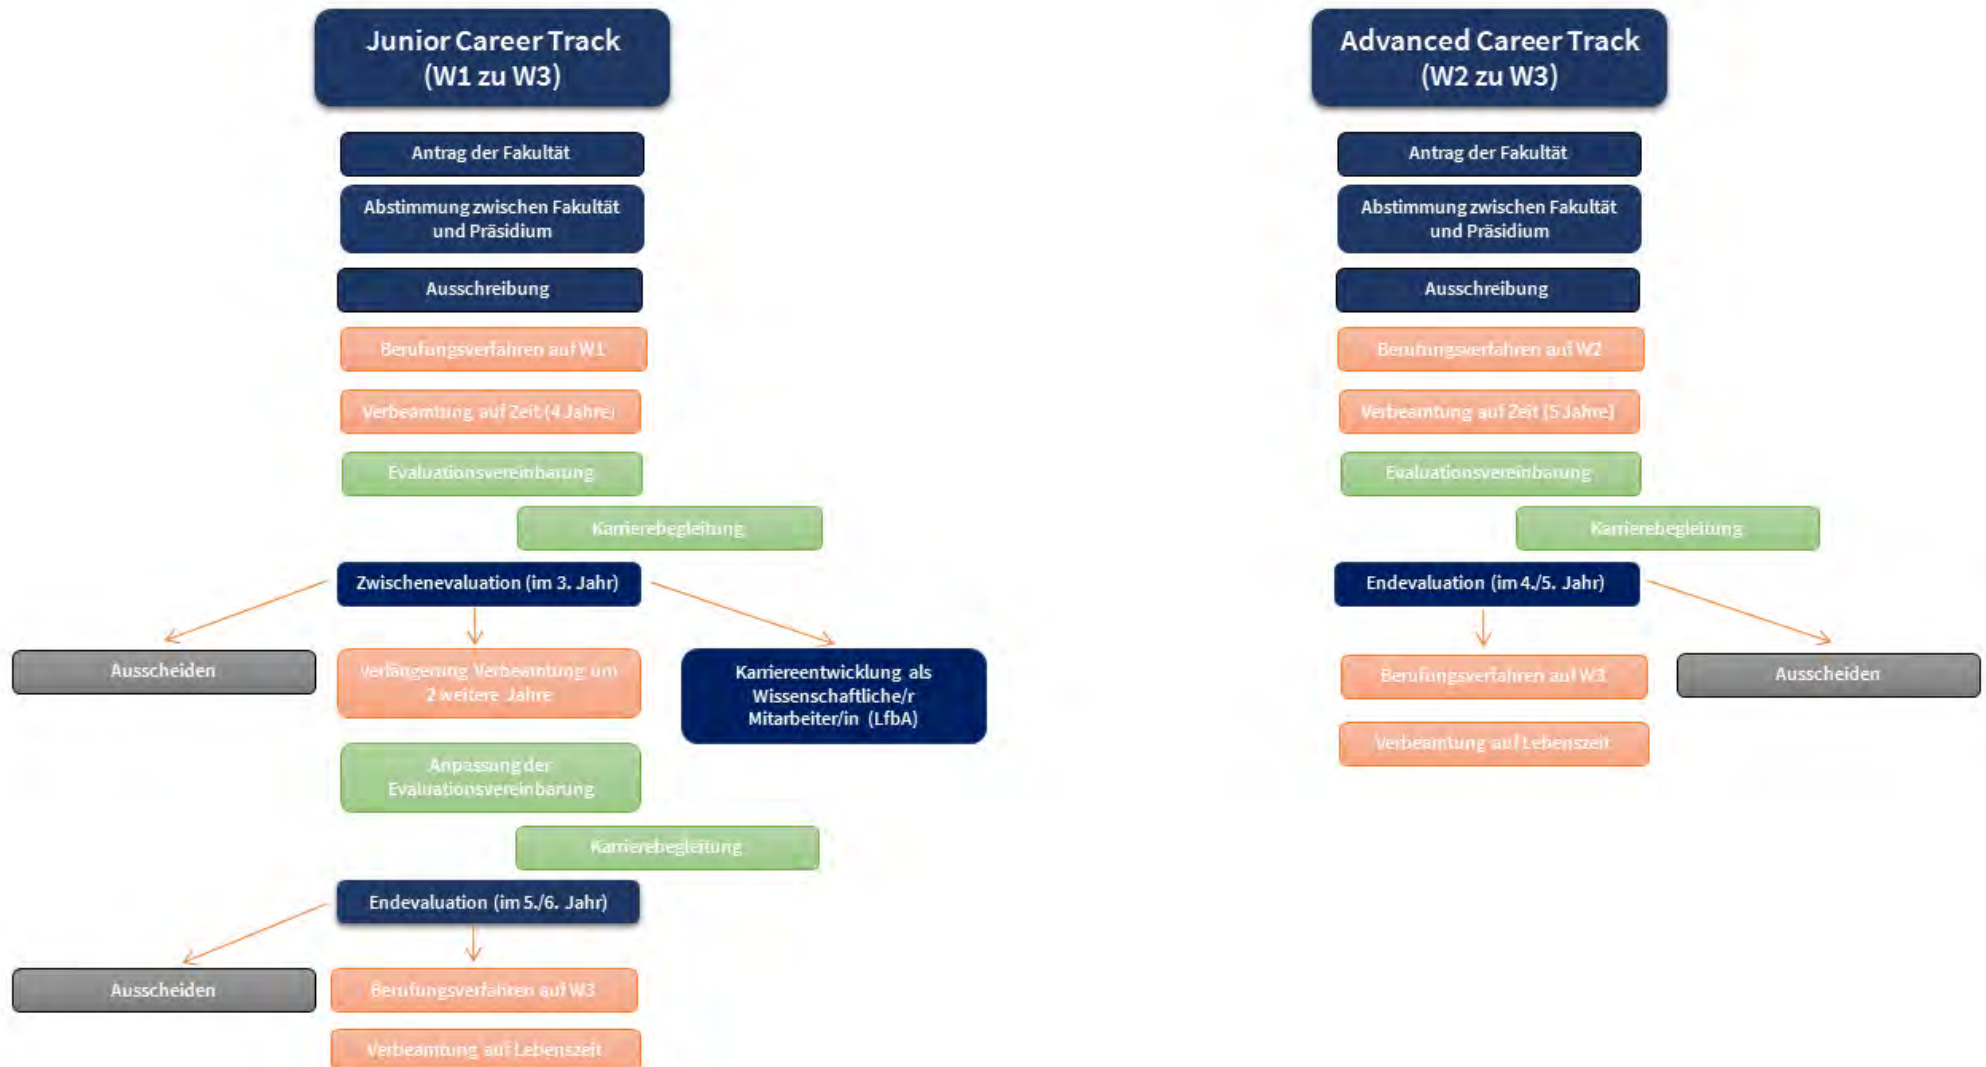 Junior Career Track
(W1 zu W3)
Antrag der Fakultät
Abstimmung zwischen Fakultät
und Präsidium
Ausschreibung
Berufungsverfahren auf W1
Verbeamtung auf Zeit (4 Jahre)
Evaluationsvereinbarung
Karrierebegleitung
Zwischenevaluation (im 3. Jahr)
Ausscheiden
Verlängerung Verbeamtung um
2 weitere Jahre
Karriereentwicklung als
Wissenschaftliche/r
Mitarbeiter/in (LfbA)
Anpassung der
Evaluationsvereinbarung
Karrierebegleitung
Endevaluation (im 5./6. Jahr)
Ausscheiden
Berufungsverfahren auf W3
Verbeamtung auf Lebenszeit
Advanced Career Track
(W2 zu W3)
Antrag der Fakultät
Abstimmung zwischen Fakultät
und Präsidium
Ausschreibung
Berufungsverfahren auf W2
Verbeamtung auf Zeit (5 Jahre)
Evaluationsvereinbarung
Karrierebegleitung
Endevaluation (im 4./5. Jahr)
Berufungsverfahren auf W3
Ausscheiden
Verbeamtung auf Lebenszeit